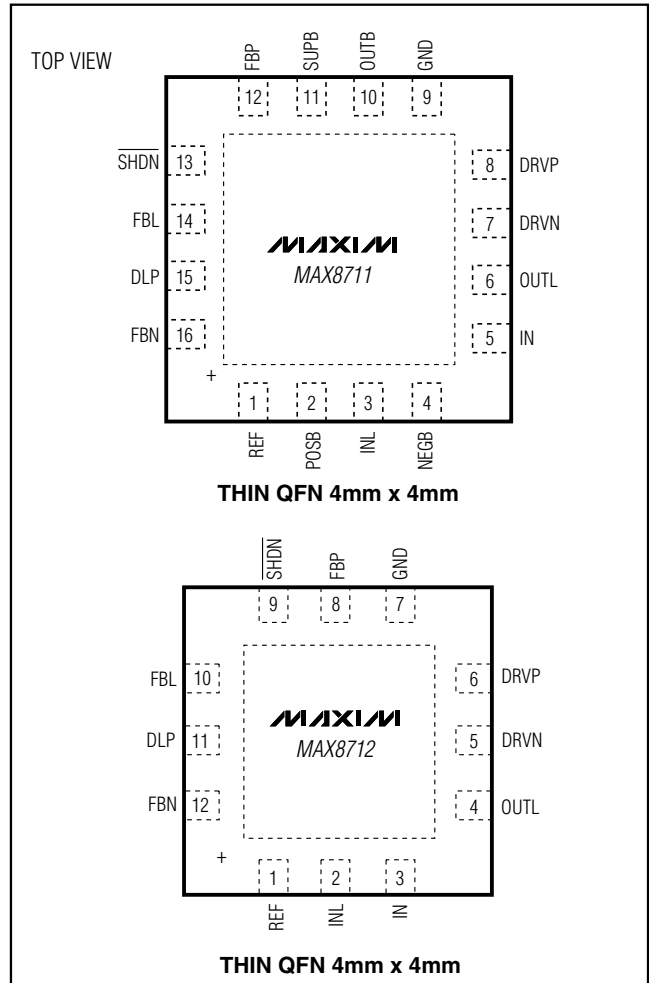 TOP VIEW
FBP
SUPB
OUTB
GND
12
11
10
9
SHDN
13
8
DRVP
FBL
14
7
DRVN
MAXIM
MAX8711
DLP
15
6
OUTL
FBN
16
5
IN
+
1
2
3
4
REF
POSB
INL
NEGB
THIN QFN 4mm x 4mm
SHDN
FBP
GND
9
8
7
FBL
10
6
DRVP
MAXIM
MAX8712
DLP
11
5
DRVN
FBN
12
4
OUTL
+
1
2
3
REF
INL
IN
THIN QFN 4mm x 4mm